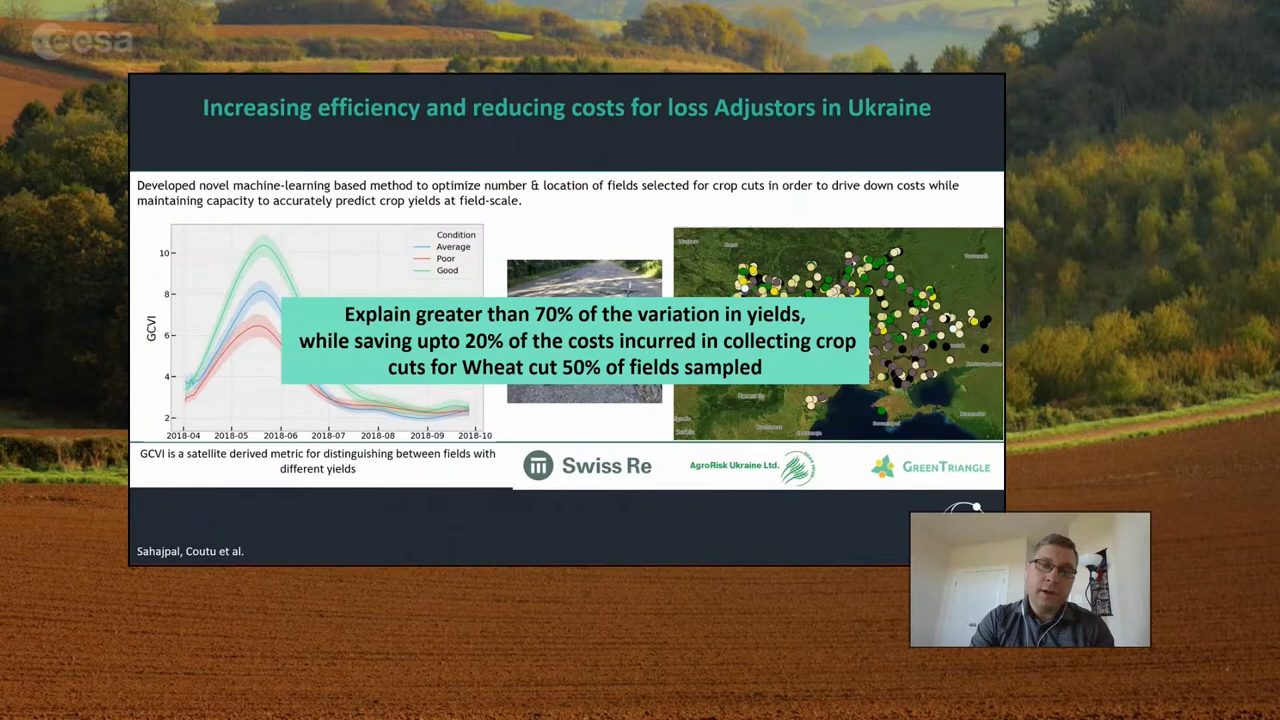 esa
Increasing efficiency and reducing costs for loss Adjustors in Ukraine
Developed novel machine-learning based method to optimize number & location of fields selected for crop cuts in order to drive down costs while
maintaining capacity to accurately predict crop yields at field-scale.
Condition
Average
Poor
Good
GCVI
10
8
6
4
2
2018-04 2018-05 2018-06 2018-07 2018-08 2018-09 2018-10
Explain greater than 70% of the variation in yields,
while saving upto 20% of the costs incurred in collecting crop
cuts for Wheat cut 50% of fields sampled
GCVI is a satellite derived metric for distinguishing between fields with
different yields
Swiss Re
AgroRisk Ukraine Ltd.
GREENTRIANGLE
Sahajpal, Coutu et al.